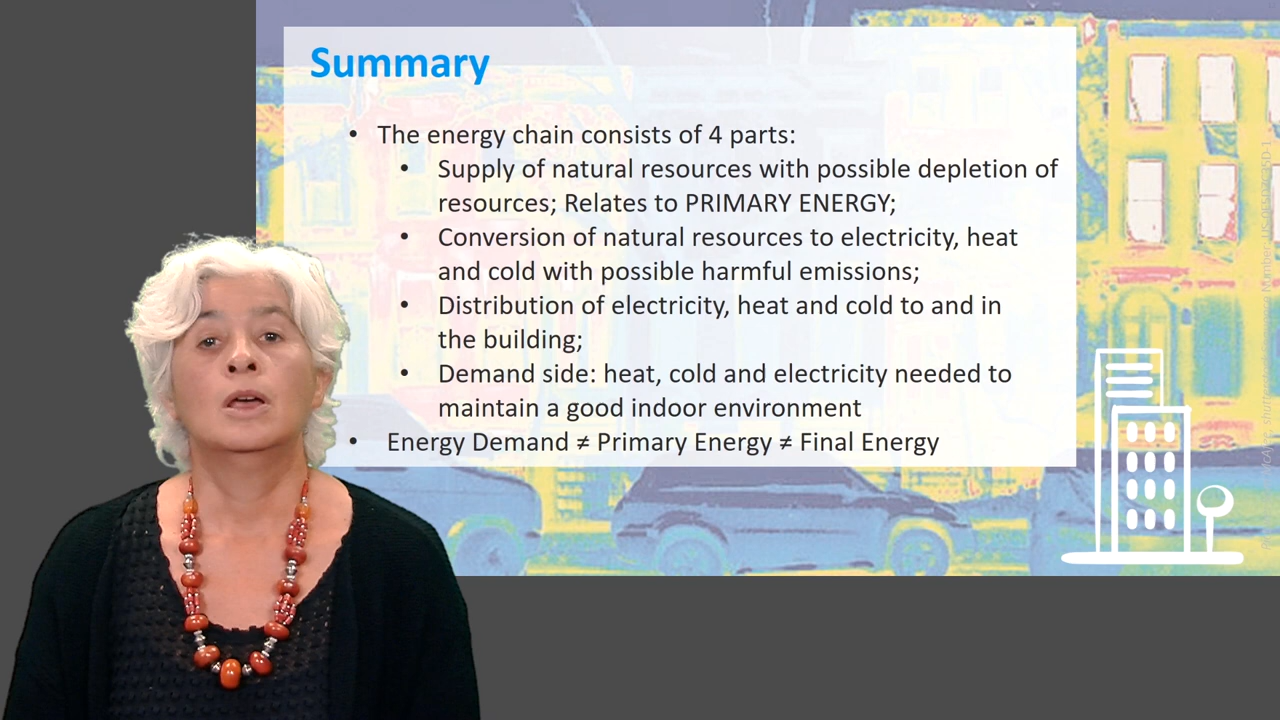 Summary
• The energy chain consists of 4 parts:
• Supply of natural resources with possible depletion of
resources; Relates to PRIMARY ENERGY;
• Conversion of natural resources to electricity, heat
and cold with possible harmful emissions;
• Distribution of electricity, heat and cold to and in
the building;
• Demand side: heat, cold and electricity needed to
maintain a good indoor environment
• Energy Demand ≠ Primary Energy ≠ Final Energy